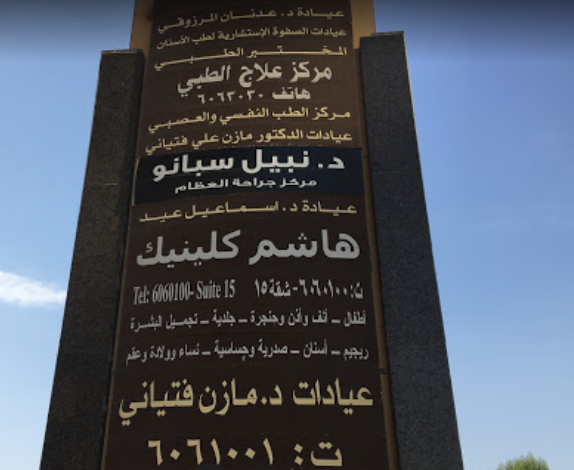 عيادة د. عدنان المرزوقي
عيادات الصفوة الإستشارية لطب الأسنان
المختبر الطبي
مركز علاج الطبي
هاتف ٦٠٦٣٠٣٠
مركز الطب النفسي والعصبي
عيادات الدكتور مازن علي فتياني
د. نبيل سبانو
مركز جراحة العظام
عيادة د. اسماعيل عيد
هاشم كلينيك
ت: ٦٠٦٠١٠٠ - شقة ١٥
Tel: 6060100- Suite 15
أطفال – أنف وأذن وحنجرة – جلدية – تجميل البشرة
ريجيم – أسنان – صدرية وحساسية – نساء وولادة وعقم
عيادات د. مازن فتياني
ت: ٦٠٦١٠٠١